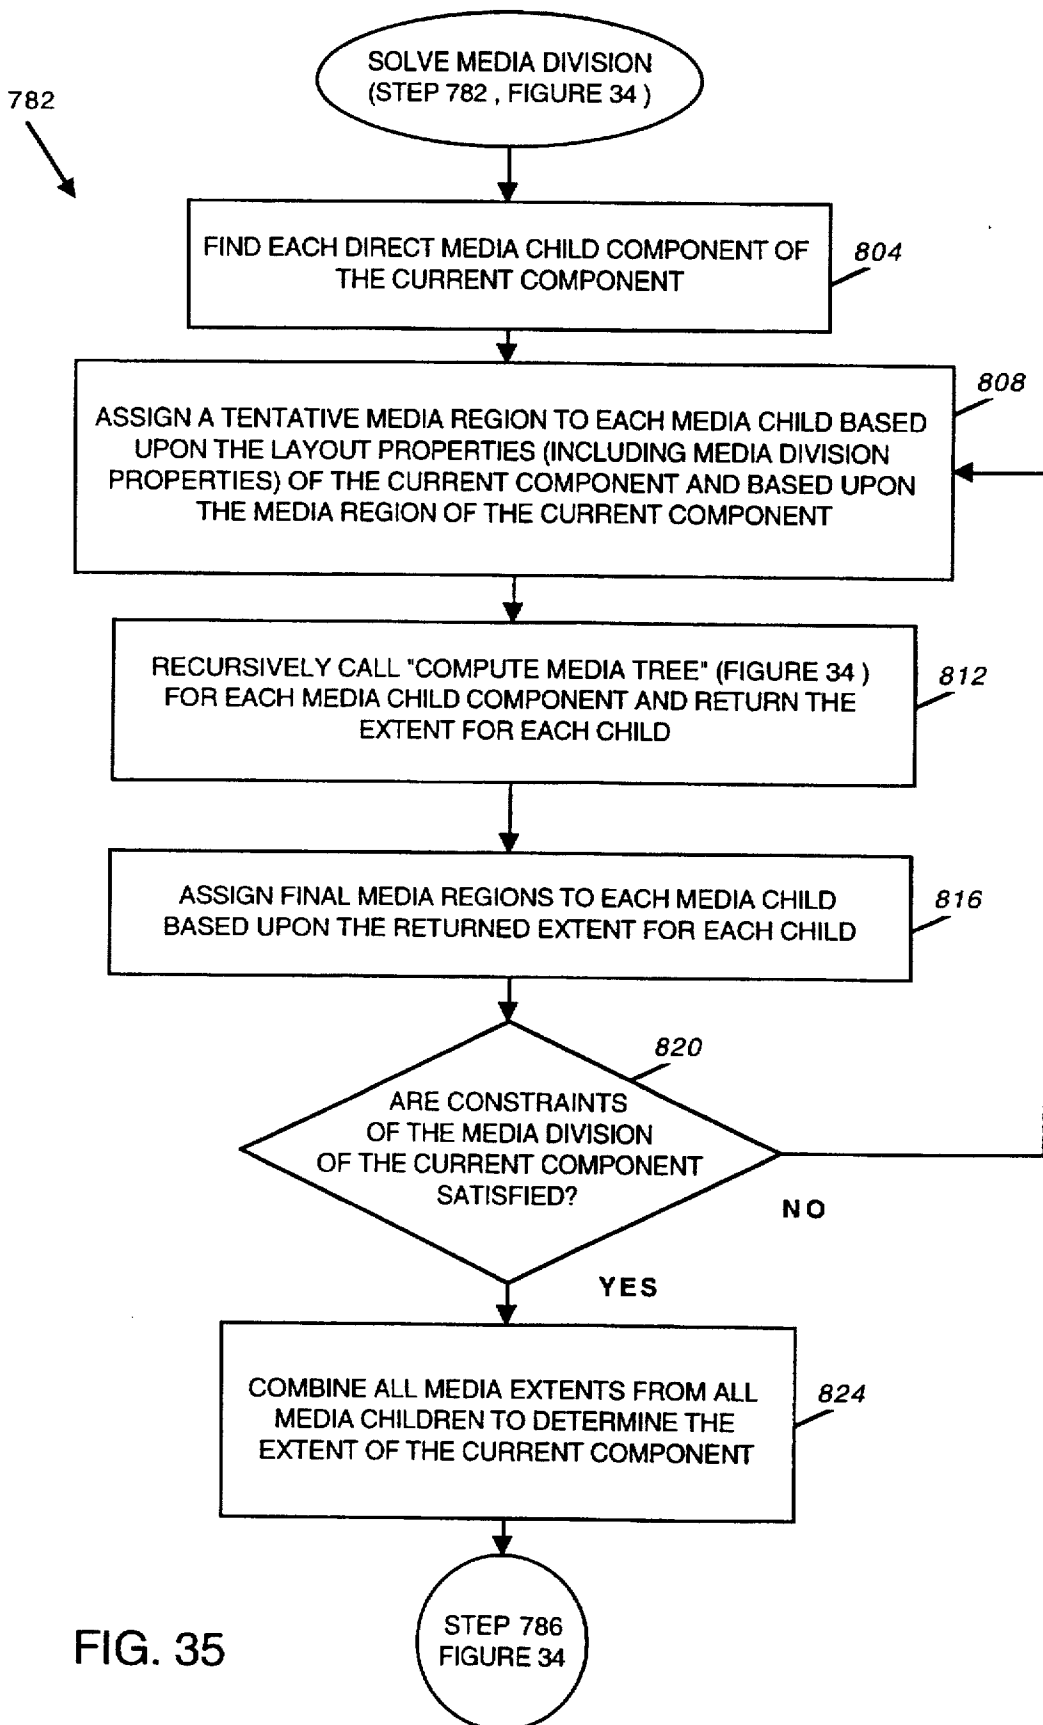 SOLVE MEDIA DIVISION
(STEP 782 , FIGURE 34 )
782
FIND EACH DIRECT MEDIA CHILD COMPONENT OF
THE CURRENT COMPONENT
804
808
ASSIGN A TENTATIVE MEDIA REGION TO EACH MEDIA CHILD BASED
UPON THE LAYOUT PROPERTIES (INCLUDING MEDIA DIVISION
PROPERTIES) OF THE CURRENT COMPONENT AND BASED UPON
THE MEDIA REGION OF THE CURRENT COMPONENT
RECURSIVELY CALL "COMPUTE MEDIA TREE" (FIGURE 34 )
FOR EACH MEDIA CHILD COMPONENT AND RETURN THE
EXTENT FOR EACH CHILD
812
ASSIGN FINAL MEDIA REGIONS TO EACH MEDIA CHILD
BASED UPON THE RETURNED EXTENT FOR EACH CHILD
816
820
ARE CONSTRAINTS
OF THE MEDIA DIVISION
OF THE CURRENT COMPONENT
SATISFIED?
NO
YES
COMBINE ALL MEDIA EXTENTS FROM ALL
MEDIA CHILDREN TO DETERMINE THE
EXTENT OF THE CURRENT COMPONENT
824
STEP 786
FIGURE 34
FIG. 35